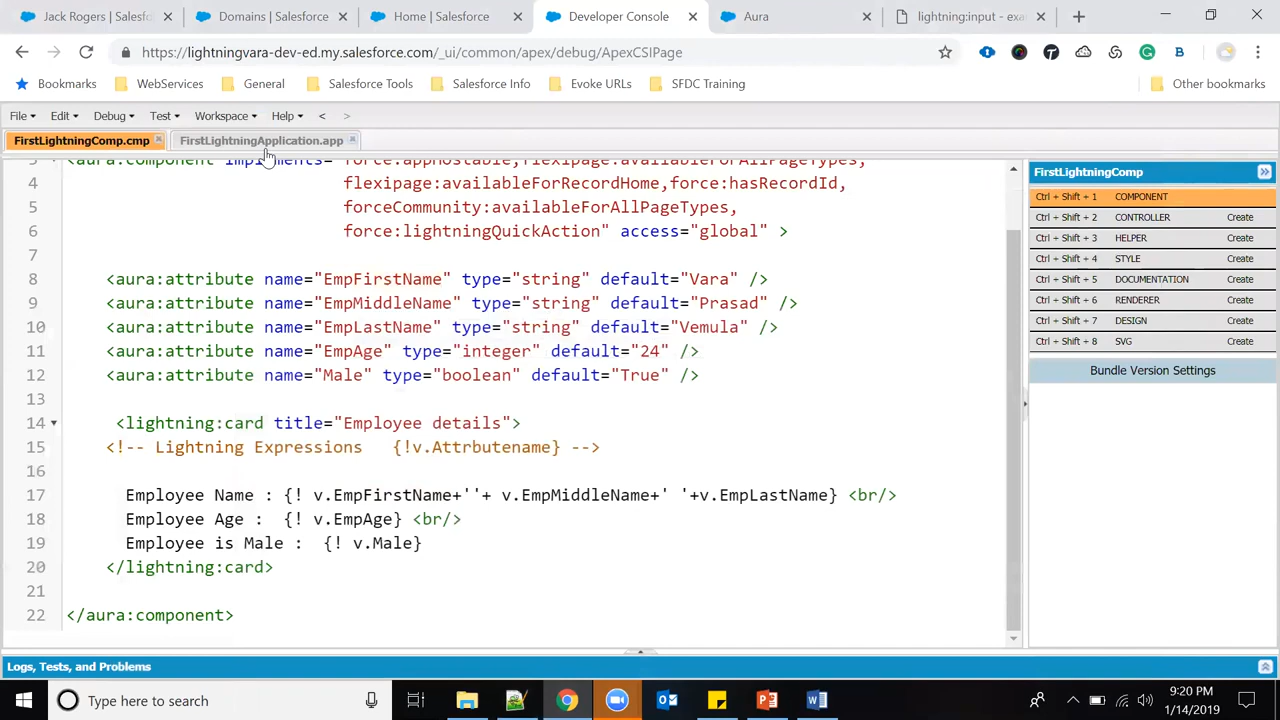 Jack Rogers | Salesfo
Domains | Salesforce
Home | Salesforce
Developer Console
Aura
lightning:input - exa
https://lightningvara-dev-ed.my.salesforce.com/_ui/common/apex/debug/ApexCSIPage
Bookmarks
WebServices
General
Salesforce Tools
Salesforce Info
Evoke URLs
SFDC Training
Other bookmarks
File
Edit
Debug
Test
Workspace
Help
<
>
FirstLightningComp.cmp
FirstLightningApplication.app
3 <aura:component implements="force:appHostable,flexipage:availableForAllPageTypes,
4 flexipage:availableForRecordHome,force:hasRecordId,
5 forceCommunity:availableForAllPageTypes,
6 force:lightningQuickAction" access="global" >
7
8 <aura:attribute name="EmpFirstName" type="string" default="Vara" />
9 <aura:attribute name="EmpMiddleName" type="string" default="Prasad" />
10 <aura:attribute name="EmpLastName" type="string" default="Vemula" />
11 <aura:attribute name="EmpAge" type="integer" default="24" />
12 <aura:attribute name="Male" type="boolean" default="True" />
13
14 <lightning:card title="Employee details">
15 <!-- Lightning Expressions {!v.Attrbutename} -->
16
17 Employee Name : {! v.EmpFirstName+''+ v.EmpMiddleName+' '+v.EmpLastName} <br/>
18 Employee Age : {! v.EmpAge} <br/>
19 Employee is Male : {! v.Male}
20 </lightning:card>
21
22 </aura:component>
FirstLightningComp
Ctrl + Shift + 1 COMPONENT
Ctrl + Shift + 2 CONTROLLER Create
Ctrl + Shift + 3 HELPER Create
Ctrl + Shift + 4 STYLE Create
Ctrl + Shift + 5 DOCUMENTATION Create
Ctrl + Shift + 6 RENDERER Create
Ctrl + Shift + 7 DESIGN Create
Ctrl + Shift + 8 SVG Create
Bundle Version Settings
Logs, Tests, and Problems
Type here to search
9:20 PM
1/14/2019